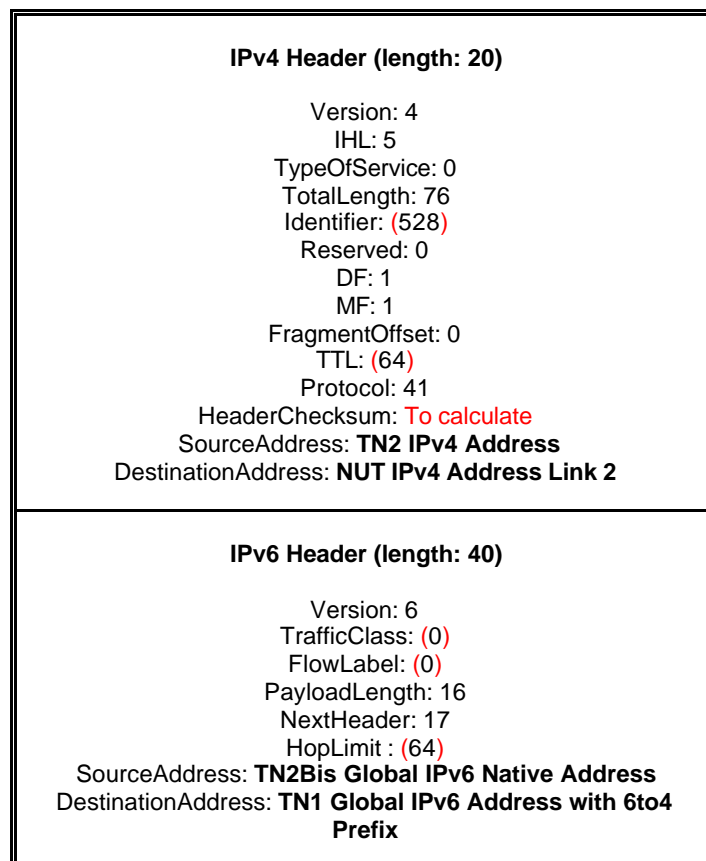 IPv4 Header (length: 20)
Version: 4
IHL: 5
TypeOfService: 0
TotalLength: 76
Identifier: (528)
Reserved: 0
DF: 1
MF: 1
FragmentOffset: 0
TTL: (64)
Protocol: 41
HeaderChecksum: To calculate
SourceAddress: TN2 IPv4 Address
DestinationAddress: NUT IPv4 Address Link 2
IPv6 Header (length: 40)
Version: 6
TrafficClass: (0)
FlowLabel: (0)
PayloadLength: 16
NextHeader: 17
HopLimit : (64)
SourceAddress: TN2Bis Global IPv6 Native Address
DestinationAddress: TN1 Global IPv6 Address with 6to4
Prefix